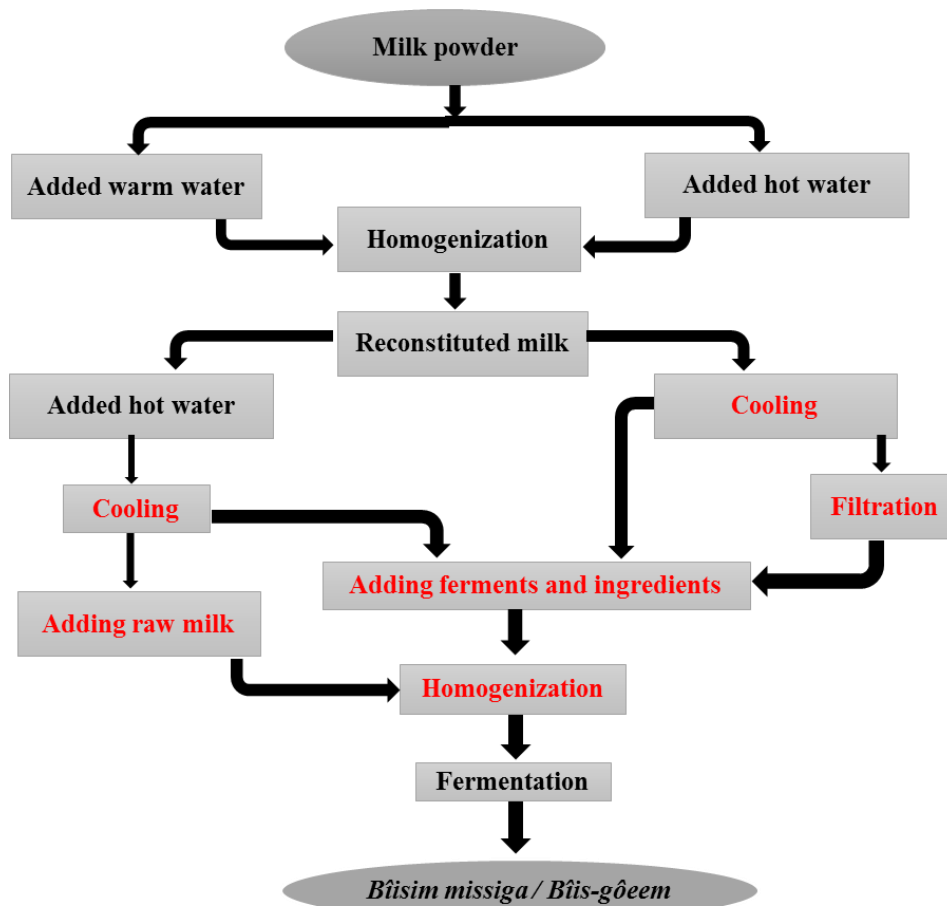 Milk powder
Added warm water
Added hot water
Homogenization
Reconstituted milk
Added hot water
Cooling
Cooling
Filtration
Adding ferments and ingredients
Adding raw milk
Homogenization
Fermentation
Bîisim missiga / Bîis-gôeem